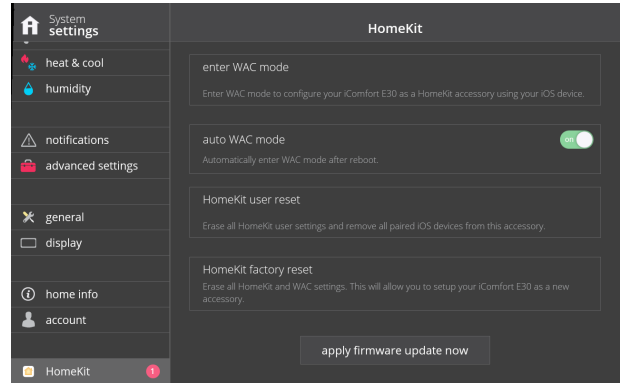 System
settings
HomeKit
heat & cool
humidity
notifications
advanced settings
general
display
home info
account
HomeKit
1
enter WAC mode
Enter WAC mode to configure your iComfort E30 as a HomeKit accessory using your iOS device.
auto WAC mode
on
Automatically enter WAC mode after reboot.
HomeKit user reset
Erase all HomeKit user settings and remove all paired iOS devices from this accessory.
HomeKit factory reset
Erase all HomeKit and WAC settings. This will allow you to setup your iComfort E30 as a new
accessory.
apply firmware update now